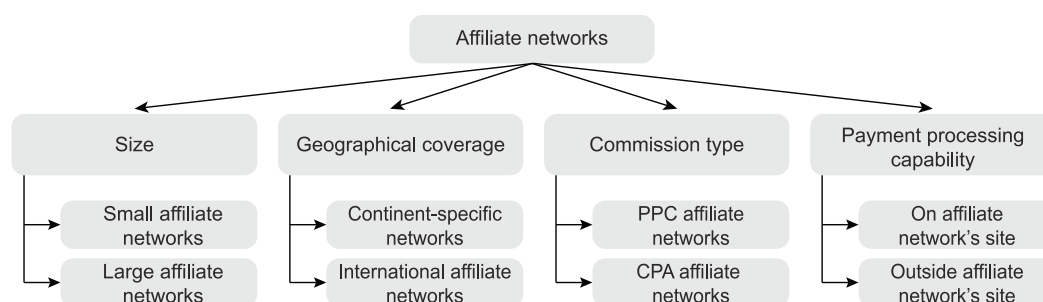 Affiliate networks
Size
Geographical coverage
Commission type
Payment processing
capability
Small affiliate
networks
Continent-specific
networks
PPC affiliate
networks
On affiliate
network's site
Large affiliate
networks
International affiliate
networks
CPA affiliate
networks
Outside affiliate
network's site